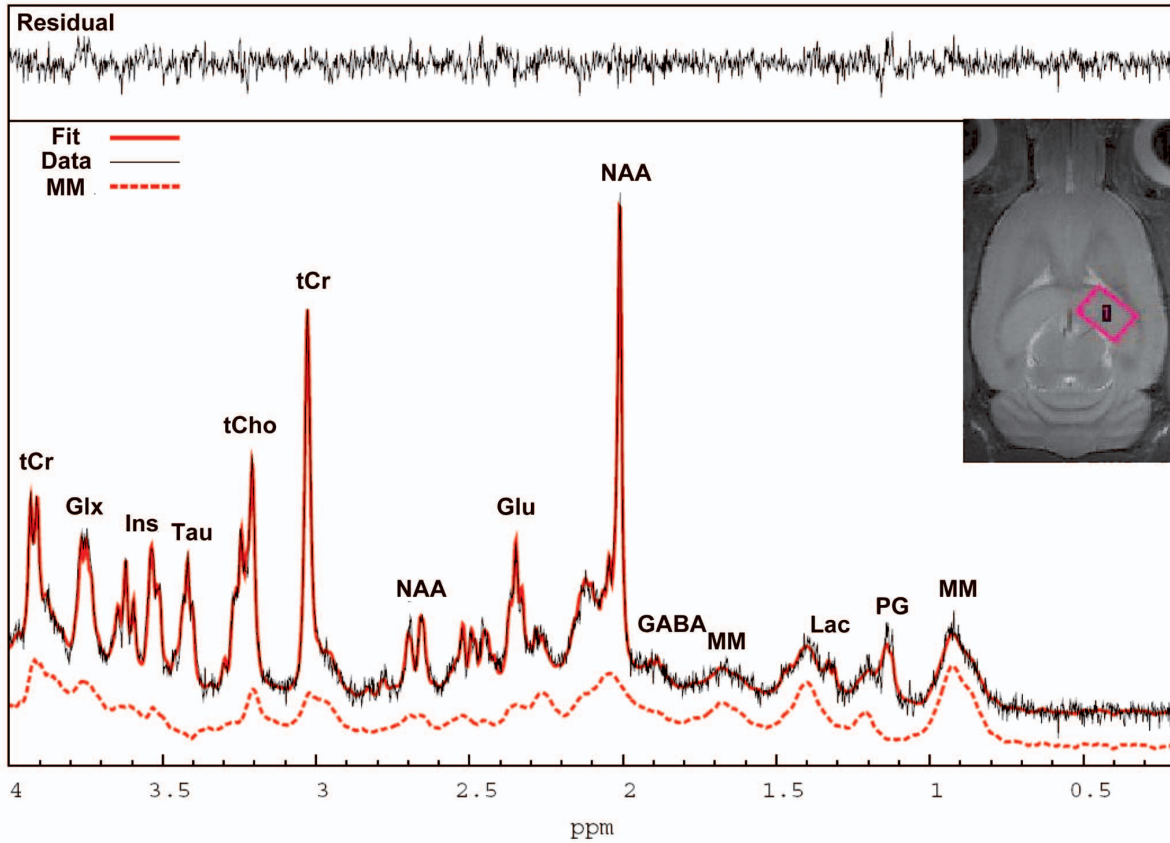 Residual
Fit
Data
MM
NAA
tCr
tCho
tCr
Glx
Ins
Tau
Glu
NAA
GABA
MM
Lac
PG
MM
1
4 3.5 3 2.5 2 1.5 1 0.5
ppm